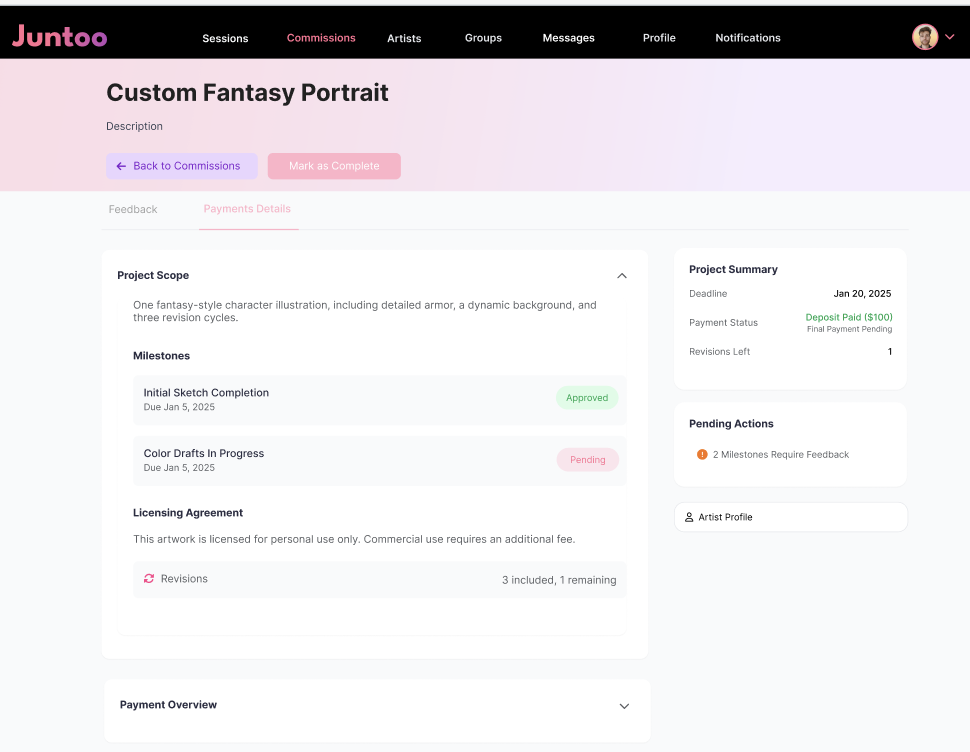 Juntoo
Sessions Commissions Artists Groups Messages Profile Notifications
Custom Fantasy Portrait
Description
Back to Commissions Mark as Complete
Feedback Payments Details
Project Scope
One fantasy-style character illustration, including detailed armor, a dynamic background, and
three revision cycles.
Milestones
Initial Sketch Completion
Due Jan 5, 2025
Approved
Color Drafts In Progress
Due Jan 5, 2025
Pending
Licensing Agreement
This artwork is licensed for personal use only. Commercial use requires an additional fee.
Revisions 3 included, 1 remaining
Payment Overview
Project Summary
Deadline Jan 20, 2025
Payment Status Deposit Paid ($100)
Final Payment Pending
Revisions Left 1
Pending Actions
2 Milestones Require Feedback
Artist Profile